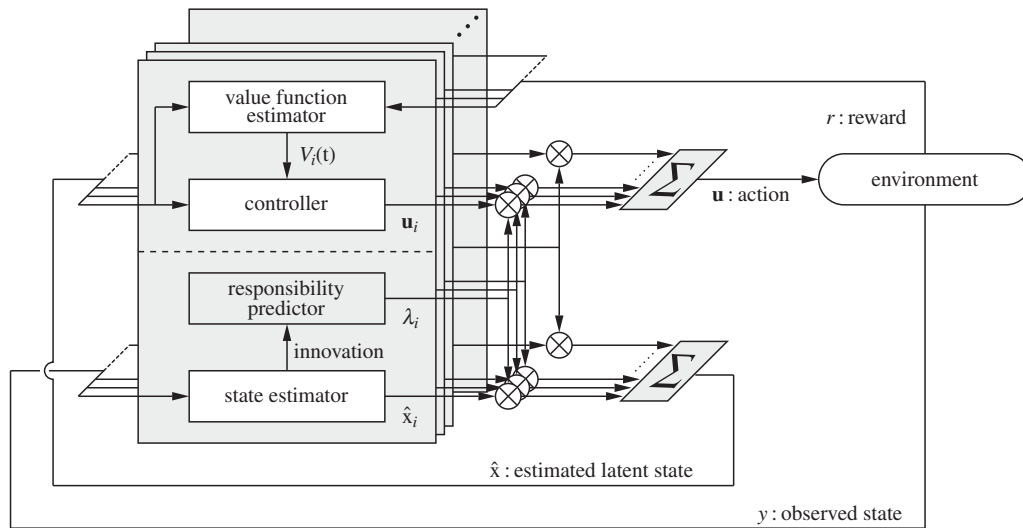 value function
estimator
r : reward
V_i(t)
environment
controller
u_i
Σ
u : action
responsibility
predictor
λ_i
innovation
state estimator
x̂_i
Σ
x̂ : estimated latent state
y : observed state